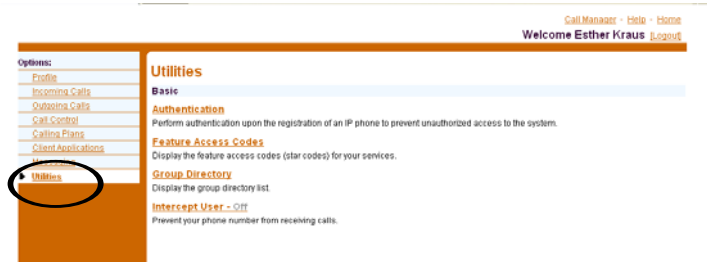 Call Manager - Help - Home
Welcome Esther Kraus [Logout]
Options:
Profile
Incoming Calls
Outgoing Calls
Call Control
Calling Plans
Client Applications
Messaging
Utilities
Utilities
Basic
Authentication
Perform authentication upon the registration of an IP phone to prevent unauthorized access to the system.
Feature Access Codes
Display the feature access codes (star codes) for your services.
Group Directory
Display the group directory list.
Intercept User - Off
Prevent your phone number from receiving calls.